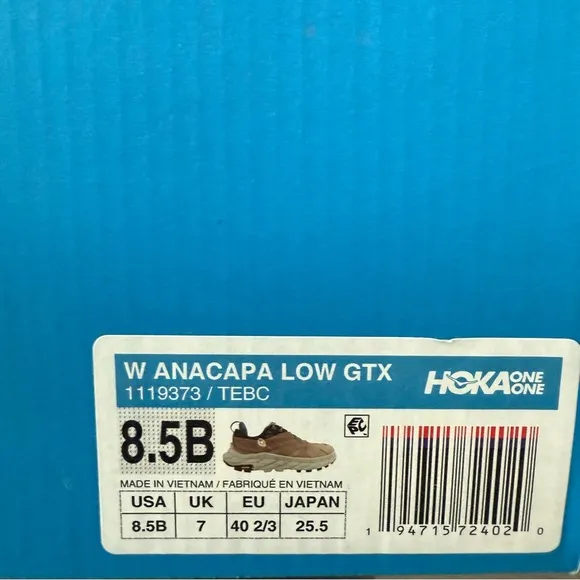 W ANACAPA LOW GTX
1119373 / TEBC
HOKA ONE ONE
8.5B
MADE IN VIETNAM / FABRIQUÉ EN VIETNAM
USA UK EU JAPAN
8.5B 7 40 2/3 25.5
1 94715 72402 0